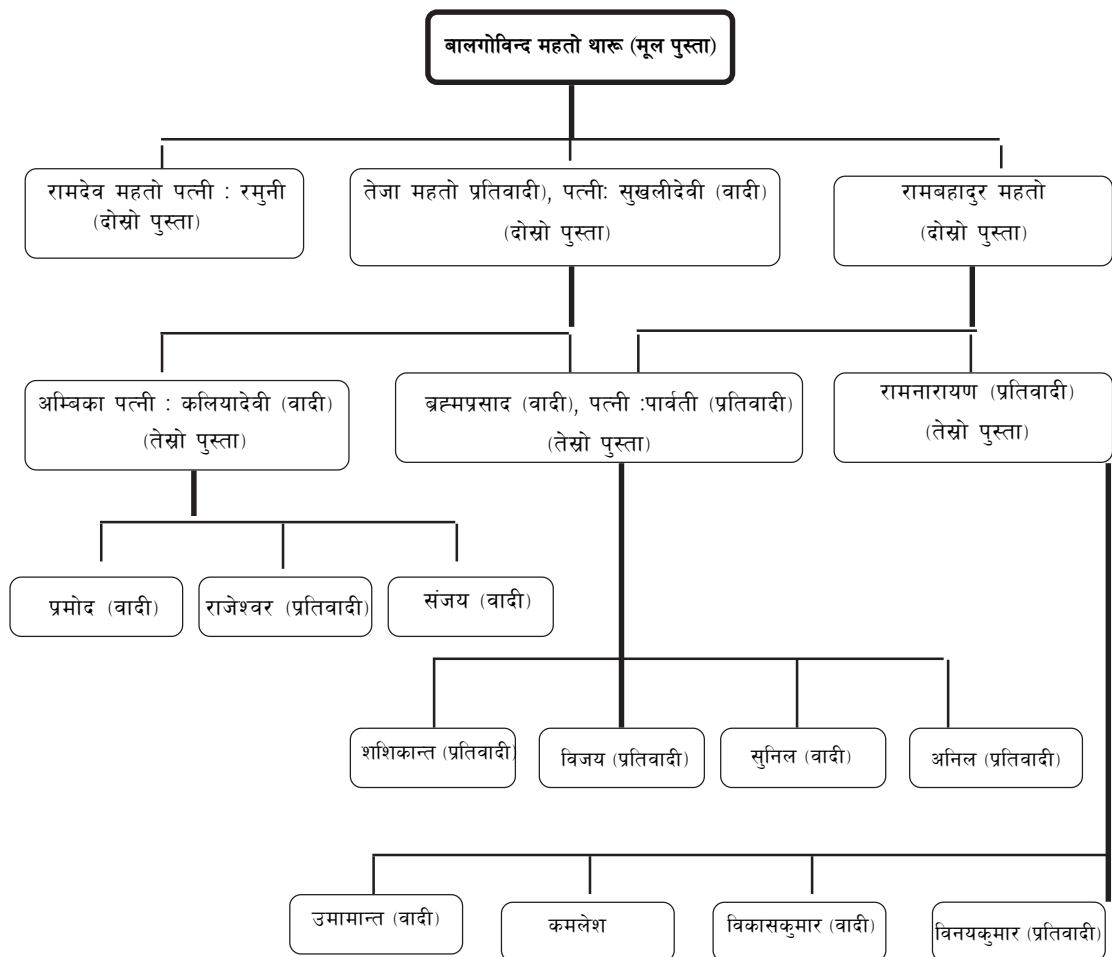 बालगोविन्द महतो थारू (मूल पुस्ता)
रामदेव महतो पत्नी : रमुनी
(दोस्रो पुस्ता)
तेजा महतो प्रतिवादी), पत्नी: सुखलीदेवी (वादी)
(दोस्रो पुस्ता)
रामबहादुर महतो
(दोस्रो पुस्ता)
अम्बिका पत्नी : कलियादेवी (वादी)
(तेस्रो पुस्ता)
ब्रह्मप्रसाद (वादी), पत्नी :पार्वती (प्रतिवादी)
(तेस्रो पुस्ता)
रामनारायण (प्रतिवादी)
(तेस्रो पुस्ता)
प्रमोद (वादी)
राजेश्वर (प्रतिवादी)
संजय (वादी)
शशिकान्त (प्रतिवादी)
विजय (प्रतिवादी)
सुनिल (वादी)
अनिल (प्रतिवादी)
उमामान्त (वादी)
कमलेश
विकासकुमार (वादी)
विनयकुमार (प्रतिवादी)